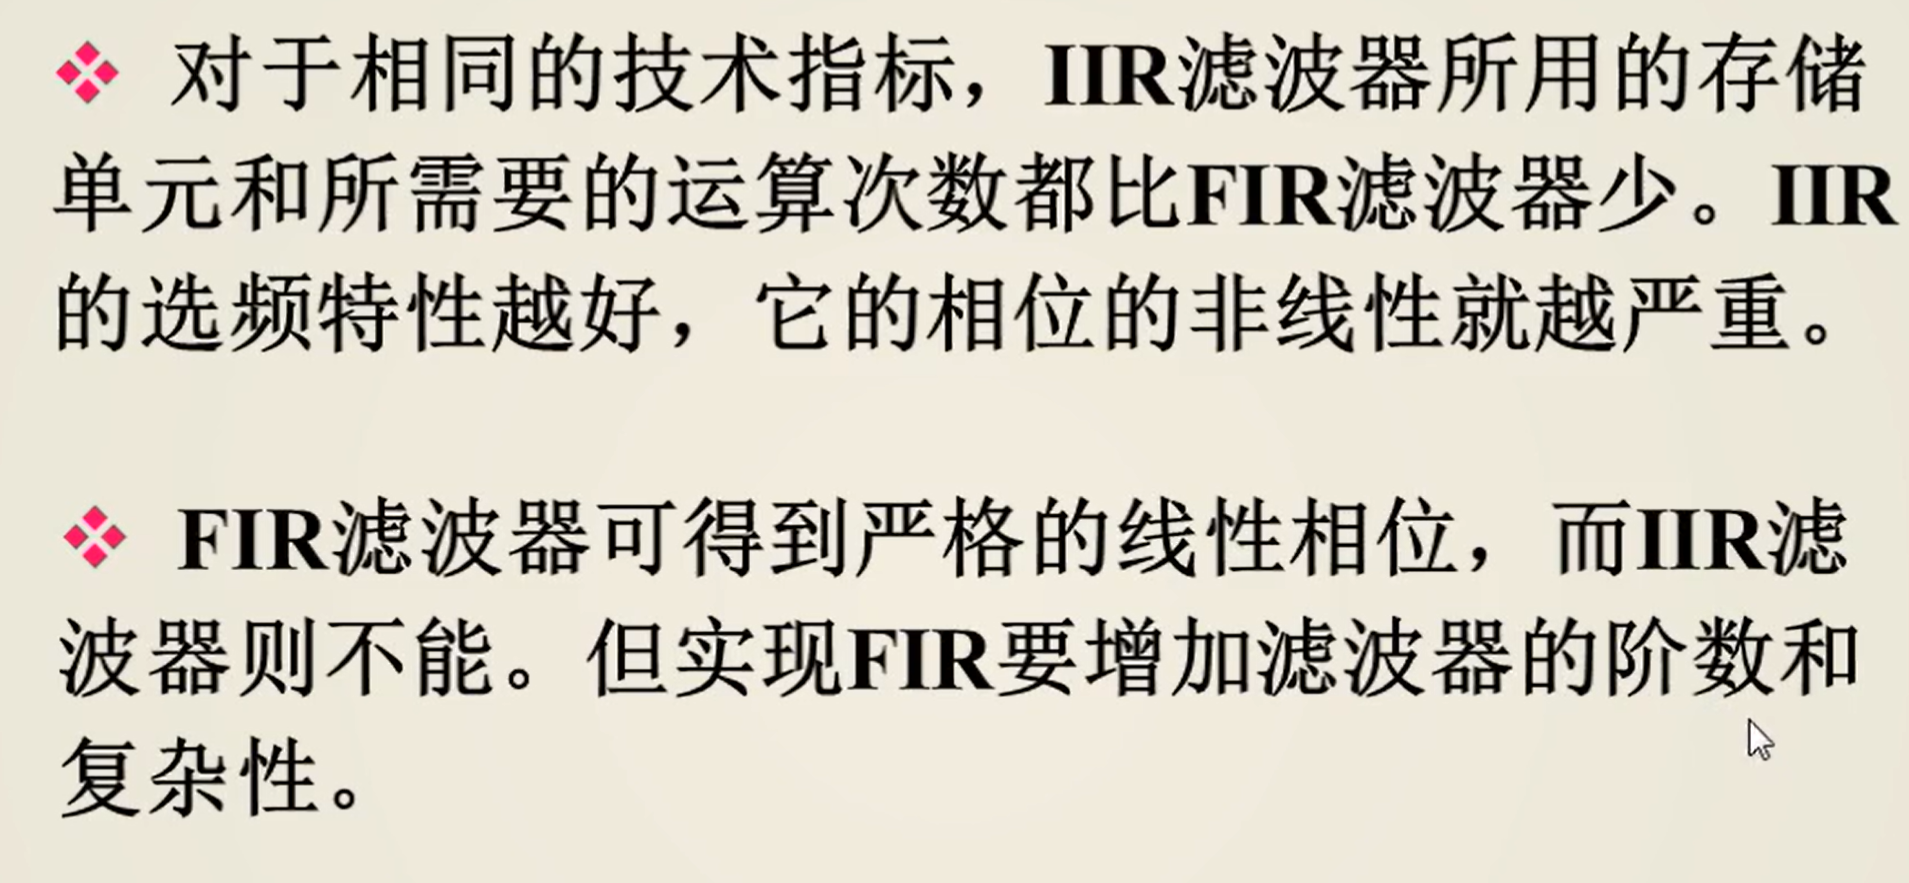 对于相同的技术指标，IIR滤波器所用的存储
单元和所需要的运算次数都比FIR滤波器少。IIR
的选频特性越好，它的相位的非线性就越严重。
FIR滤波器可得到严格的线性相位，而IIR滤
波器则不能。但实现FIR要增加滤波器的阶数和
复杂性。